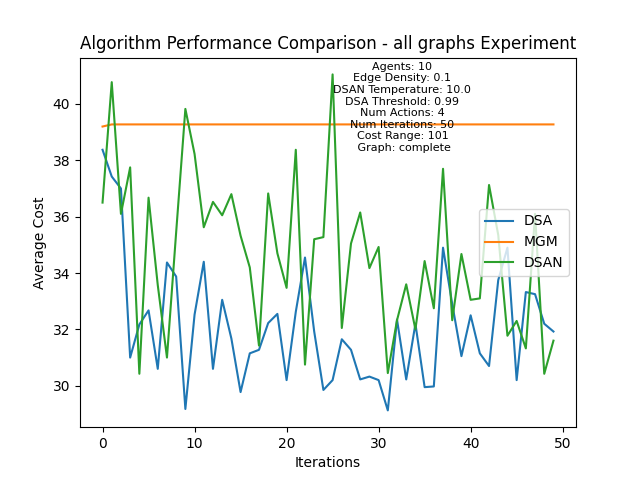 Algorithm Performance Comparison - all graphs Experiment
Agents: 10
Edge Density: 0.1
DSAN Temperature: 10.0
DSA Threshold: 0.99
Num Actions: 4
Num Iterations: 50
Cost Range: 101
Graph: complete
40
38
36
34
32
30
Average Cost
DSA
MGM
DSAN
0
10
20
30
40
50
Iterations